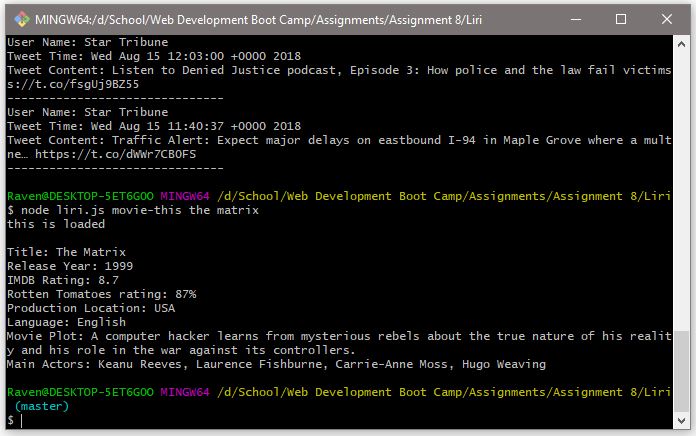 MINGW64:/d/School/Web Development Boot Camp/Assignments/Assignment 8/Liri
User Name: Star Tribune
Tweet Time: Wed Aug 15 12:03:00 +0000 2018
Tweet Content: Listen to Denied Justice podcast, Episode 3: How police and the law fail victims
s://t.co/fsgUj9BZ55
------------------------------
User Name: Star Tribune
Tweet Time: Wed Aug 15 11:40:37 +0000 2018
Tweet Content: Traffic Alert: Expect major delays on eastbound I-94 in Maple Grove where a mult
ne… https://t.co/dWWr7CBOFS
------------------------------
Raven@DESKTOP-5ET6GOO MINGW64 /d/School/Web Development Boot Camp/Assignments/Assignment 8/Liri
$ node liri.js movie-this the matrix
this is loaded
Title: The Matrix
Release Year: 1999
IMDB Rating: 8.7
Rotten Tomatoes rating: 87%
Production Location: USA
Language: English
Movie Plot: A computer hacker learns from mysterious rebels about the true nature of his realit
y and his role in the war against its controllers.
Main Actors: Keanu Reeves, Laurence Fishburne, Carrie-Anne Moss, Hugo Weaving
Raven@DESKTOP-5ET6GOO MINGW64 /d/School/Web Development Boot Camp/Assignments/Assignment 8/Liri
(master)
$